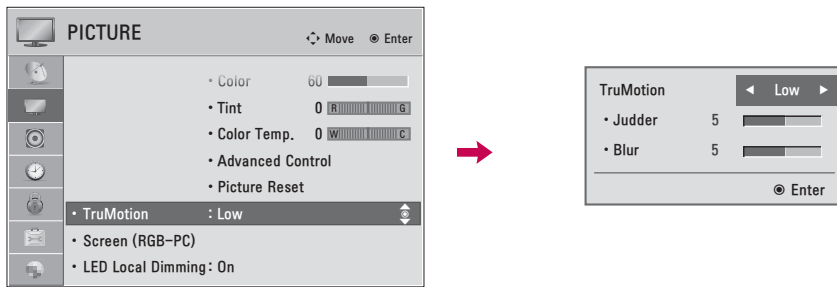 PICTURE
Move Enter
• Color 60
• Tint 0 R G
• Color Temp. 0 W C
• Advanced Control
• Picture Reset
• TruMotion : Low
• Screen (RGB-PC)
• LED Local Dimming : On
TruMotion ◄ Low ►
• Judder 5
• Blur 5
Enter